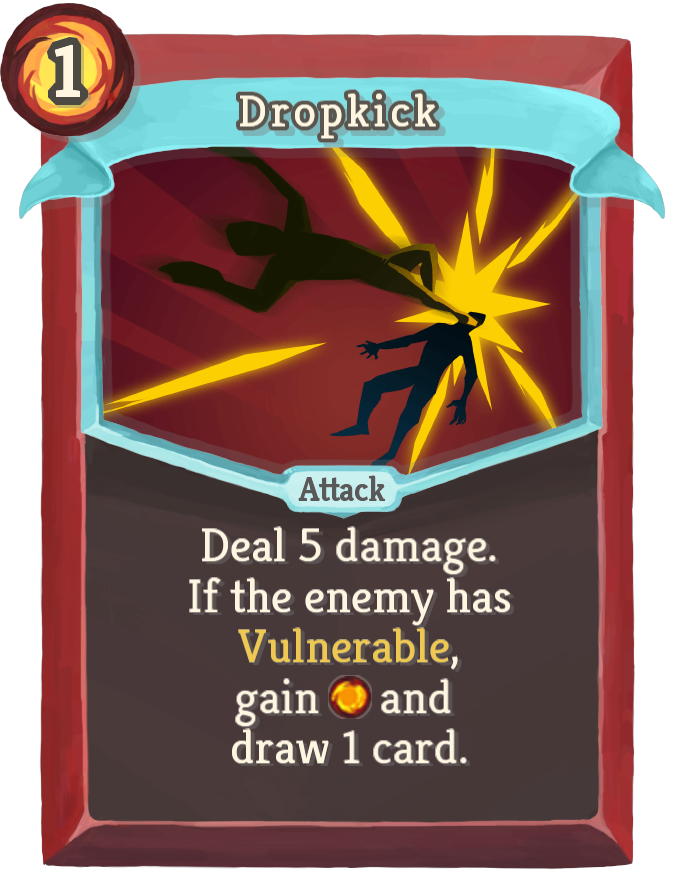 1
Dropkick
Attack
Deal 5 damage.
If the enemy has
Vulnerable,
gain and
draw 1 card.